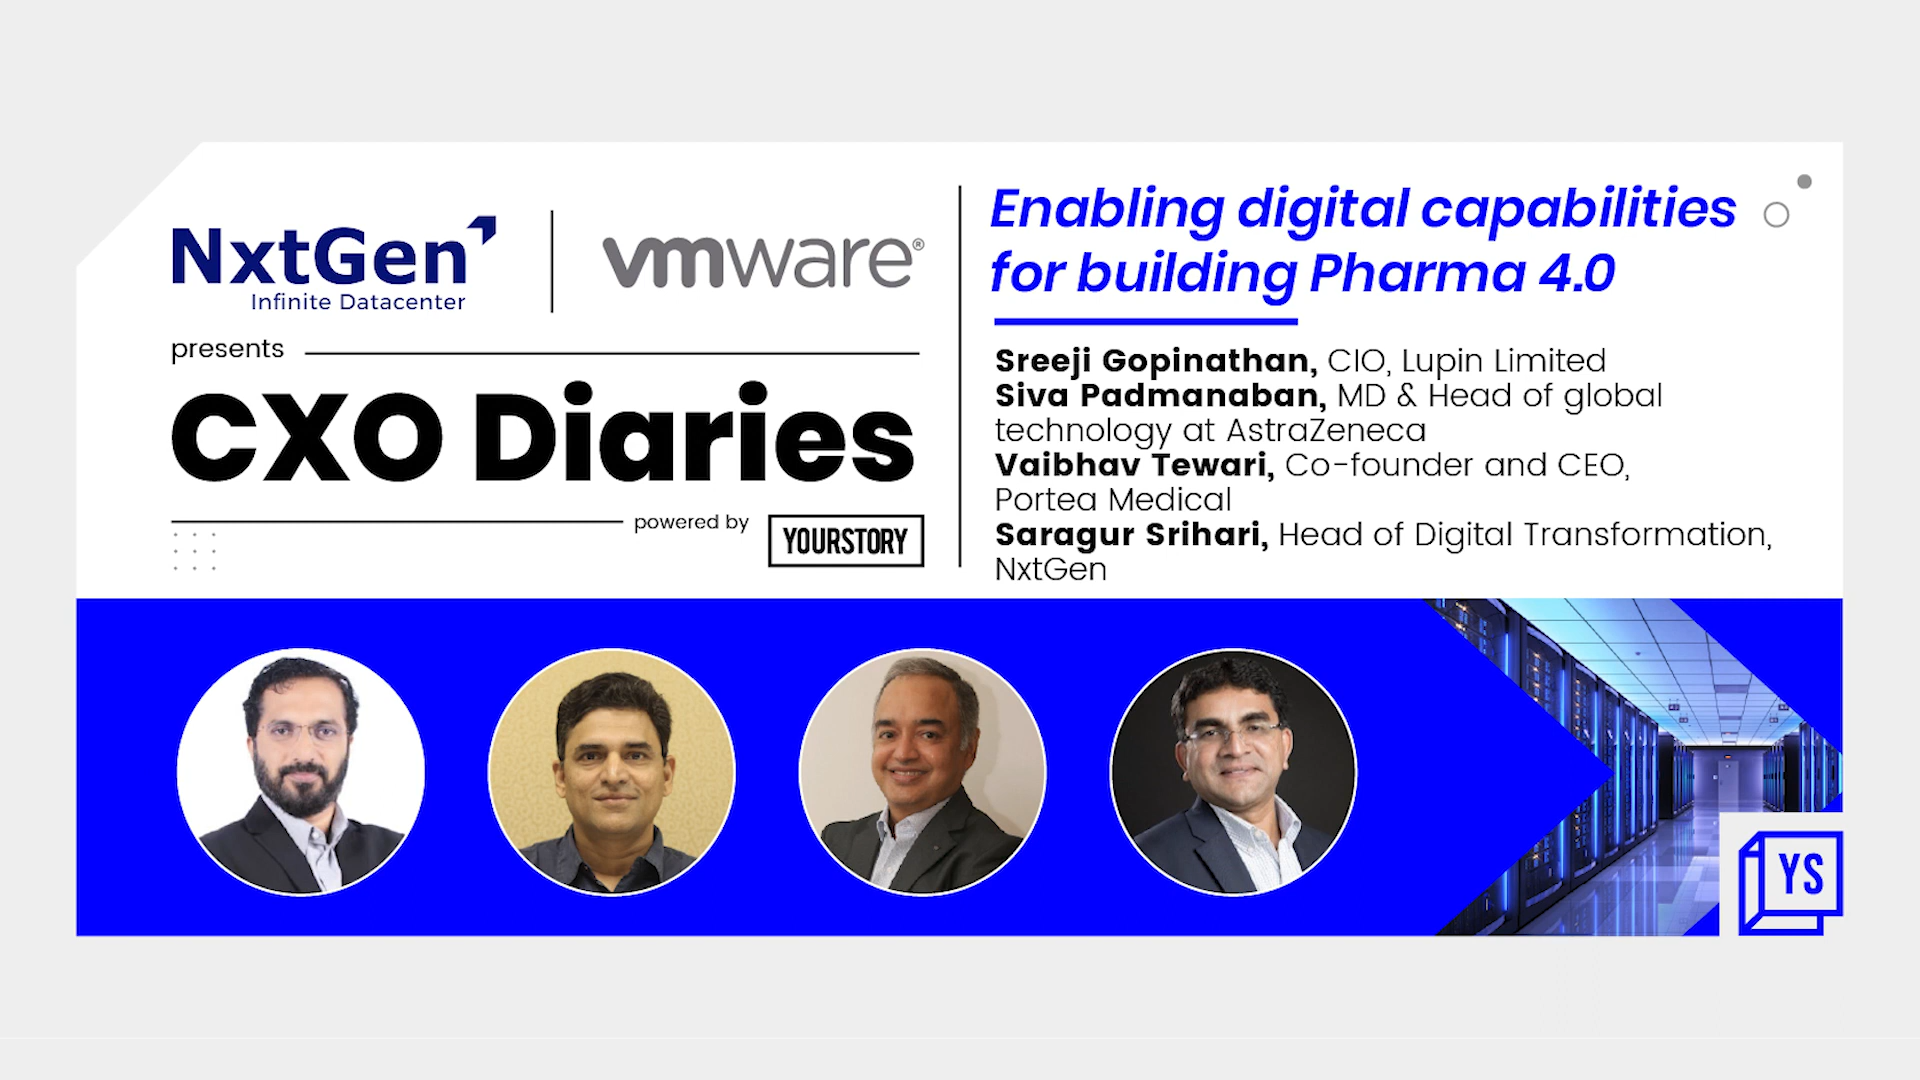 NxtGen
Infinite Datacenter
vmware®
presents
CXO Diaries
powered by
YOURSTORY
Enabling digital capabilities
for building Pharma 4.0
Sreeji Gopinathan, CIO, Lupin Limited
Siva Padmanaban, MD & Head of global
technology at AstraZeneca
Vaibhav Tewari, Co-founder and CEO,
Portea Medical
Saragur Srihari, Head of Digital Transformation,
NxtGen
YS